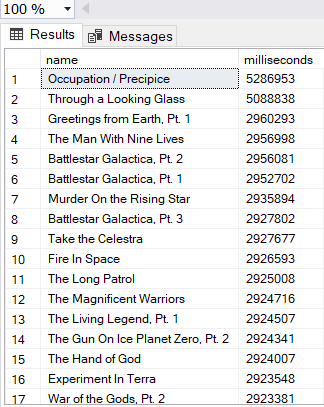 100 %
Results Messages
name milliseconds
1 Occupation / Precipice 5286953
2 Through a Looking Glass 5088838
3 Greetings from Earth, Pt. 1 2960293
4 The Man With Nine Lives 2956998
5 Battlestar Galactica, Pt. 2 2956081
6 Battlestar Galactica, Pt. 1 2952702
7 Murder On the Rising Star 2935894
8 Battlestar Galactica, Pt. 3 2927802
9 Take the Celestra 2927677
10 Fire In Space 2926593
11 The Long Patrol 2925008
12 The Magnificent Warriors 2924716
13 The Living Legend, Pt. 1 2924507
14 The Gun On Ice Planet Zero, Pt. 2 2924341
15 The Hand of God 2924007
16 Experiment In Terra 2923548
17 War of the Gods, Pt. 2 2923381